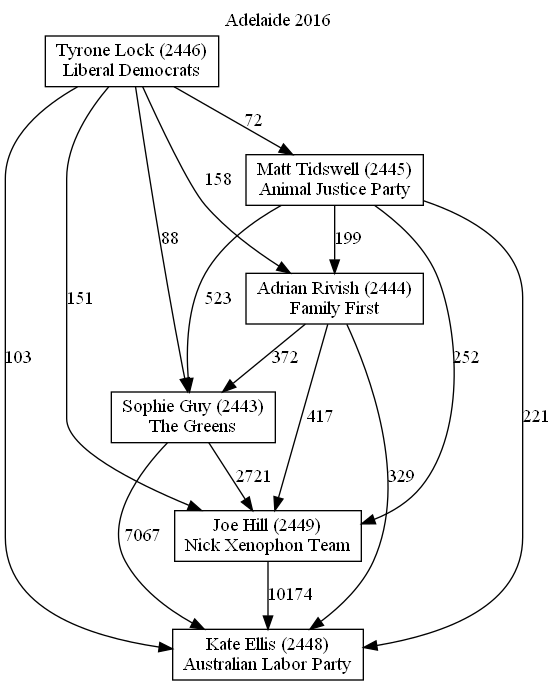 Adelaide 2016
Tyrone Lock (2446)
Liberal Democrats
72
Matt Tidswell (2445)
Animal Justice Party
158
88
199
Adrian Rivish (2444)
Family First
151
523
252
103
372
Sophie Guy (2443)
The Greens
417
221
2721
329
7067
Joe Hill (2449)
Nick Xenophon Team
10174
Kate Ellis (2448)
Australian Labor Party